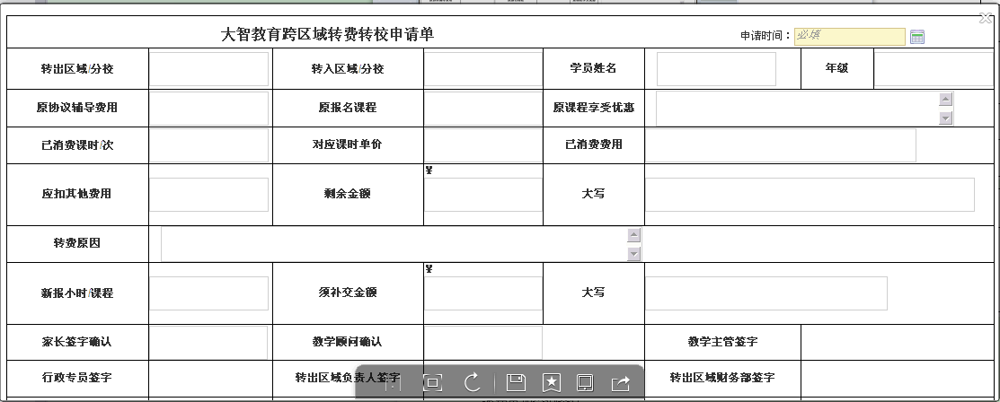 大智教育跨区域转费转校申请单
申请时间：必填
转出区域/分校 转入区域/分校 学员姓名 年级
原协议辅导费用 原报名课程 原课程享受优惠
已消费课时/次 对应课时单价 已消费费用
¥
应扣其他费用 剩余金额 大写
转费原因
¥
新报小时/课程 须补交金额 大写
家长签字确认 教学顾问确认 教学主管签字
行政专员签字 转出区域负责人签字 转出区域财务部签字